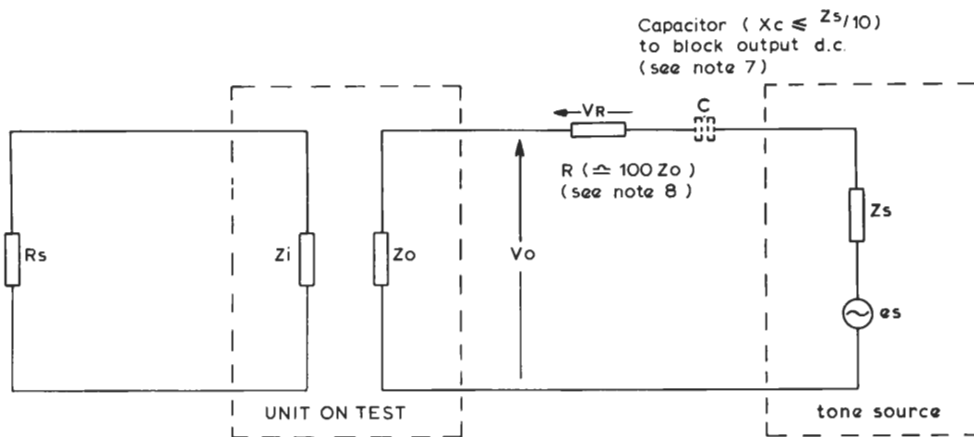 Capacitor ( Xc ≤ Zs/10)
to block output d.c.
(see note 7)
VR
C
R (≏ 100 Zo)
(see note 8)
Rs
Zi
Zo
Vo
Zs
es
UNIT ON TEST
tone source